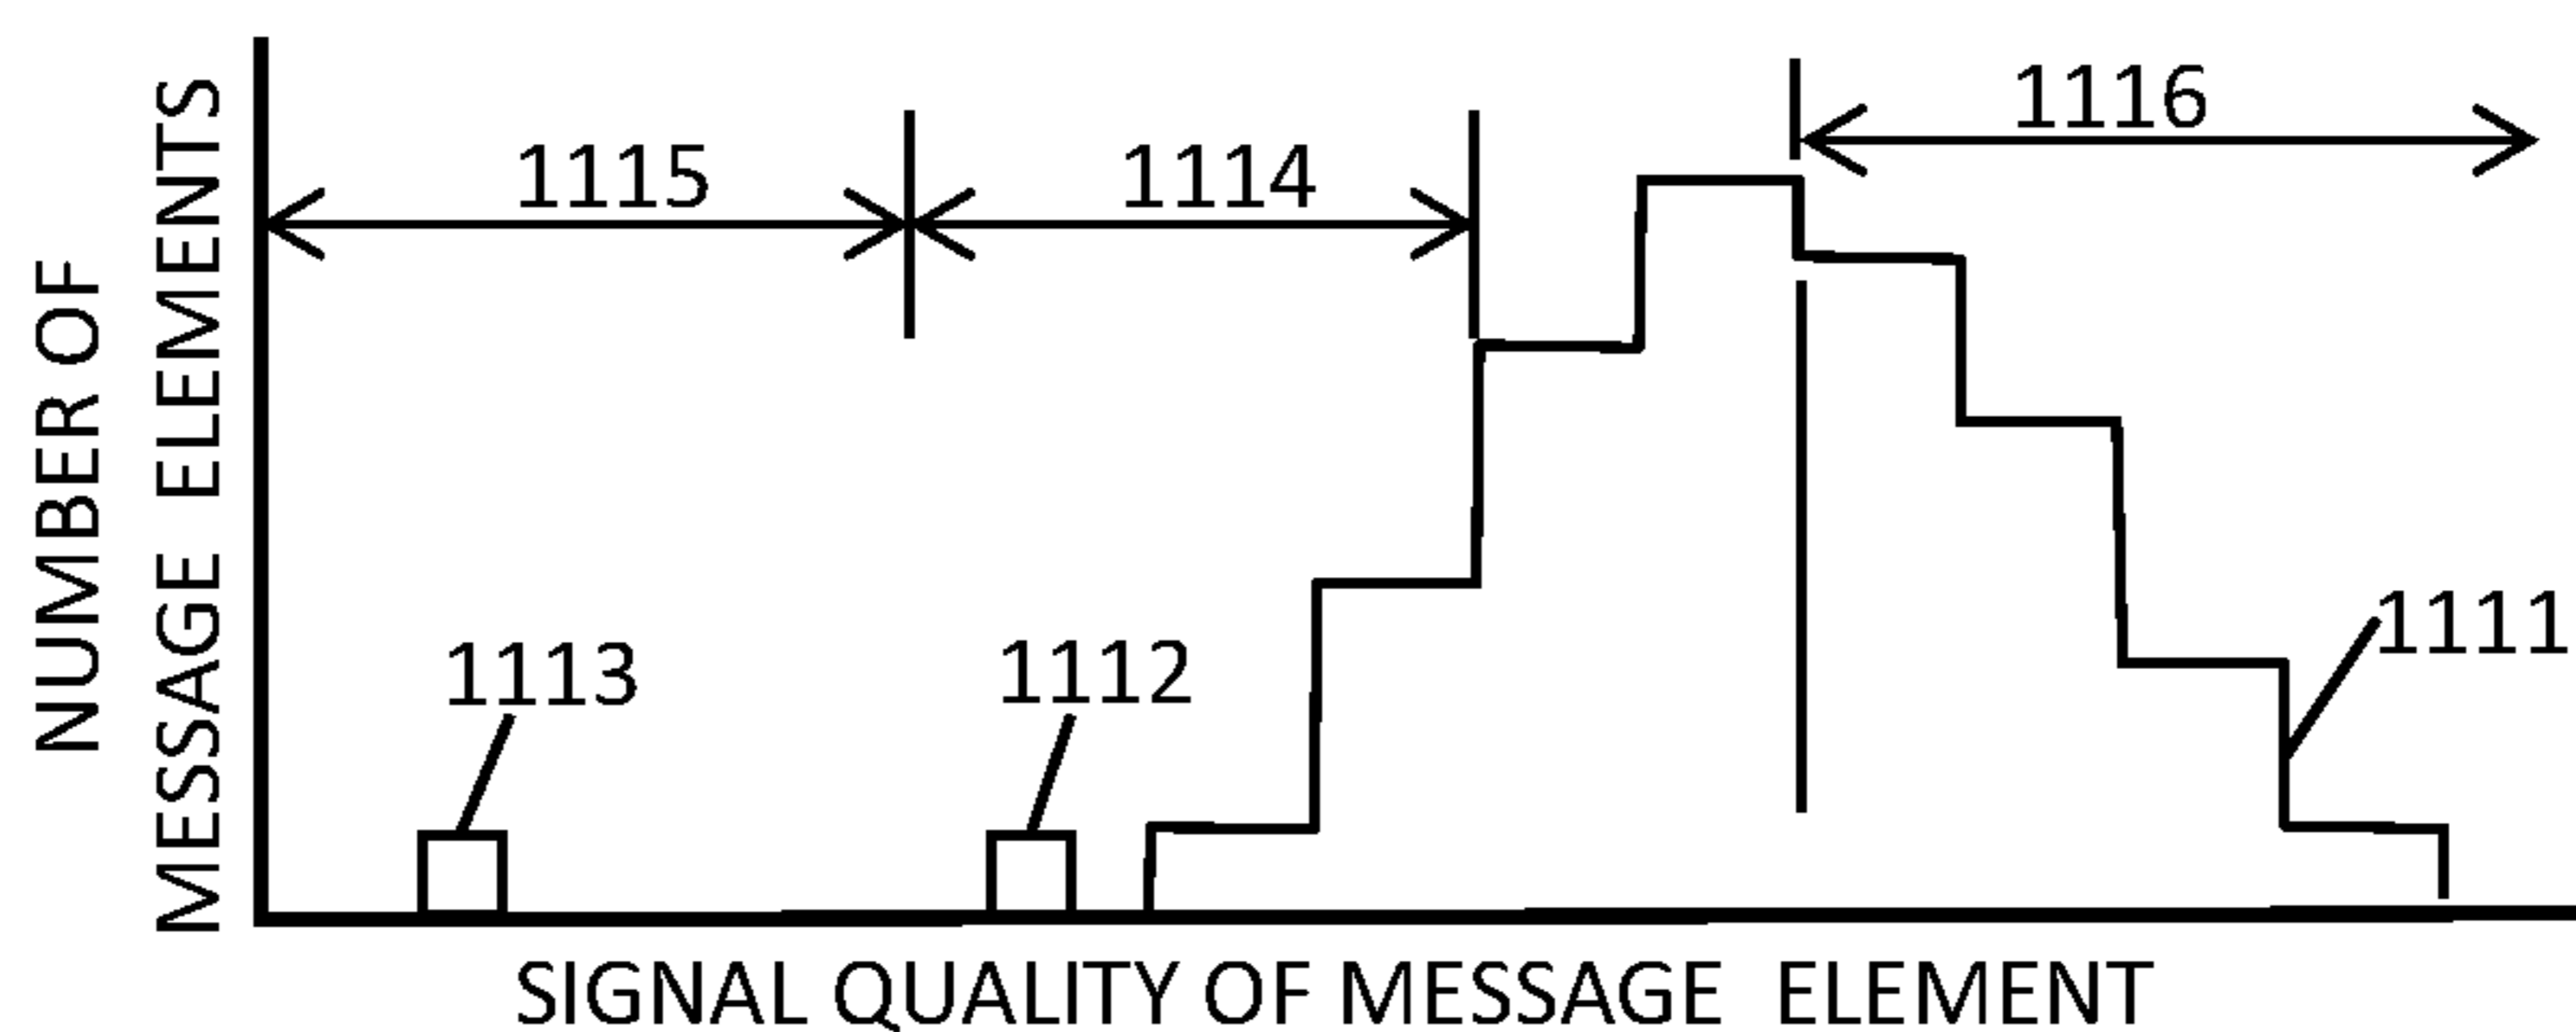 NUMBER OF
MESSAGE ELEMENTS
1116
1115
1114
1113
1112
1111
SIGNAL QUALITY OF MESSAGE ELEMENT